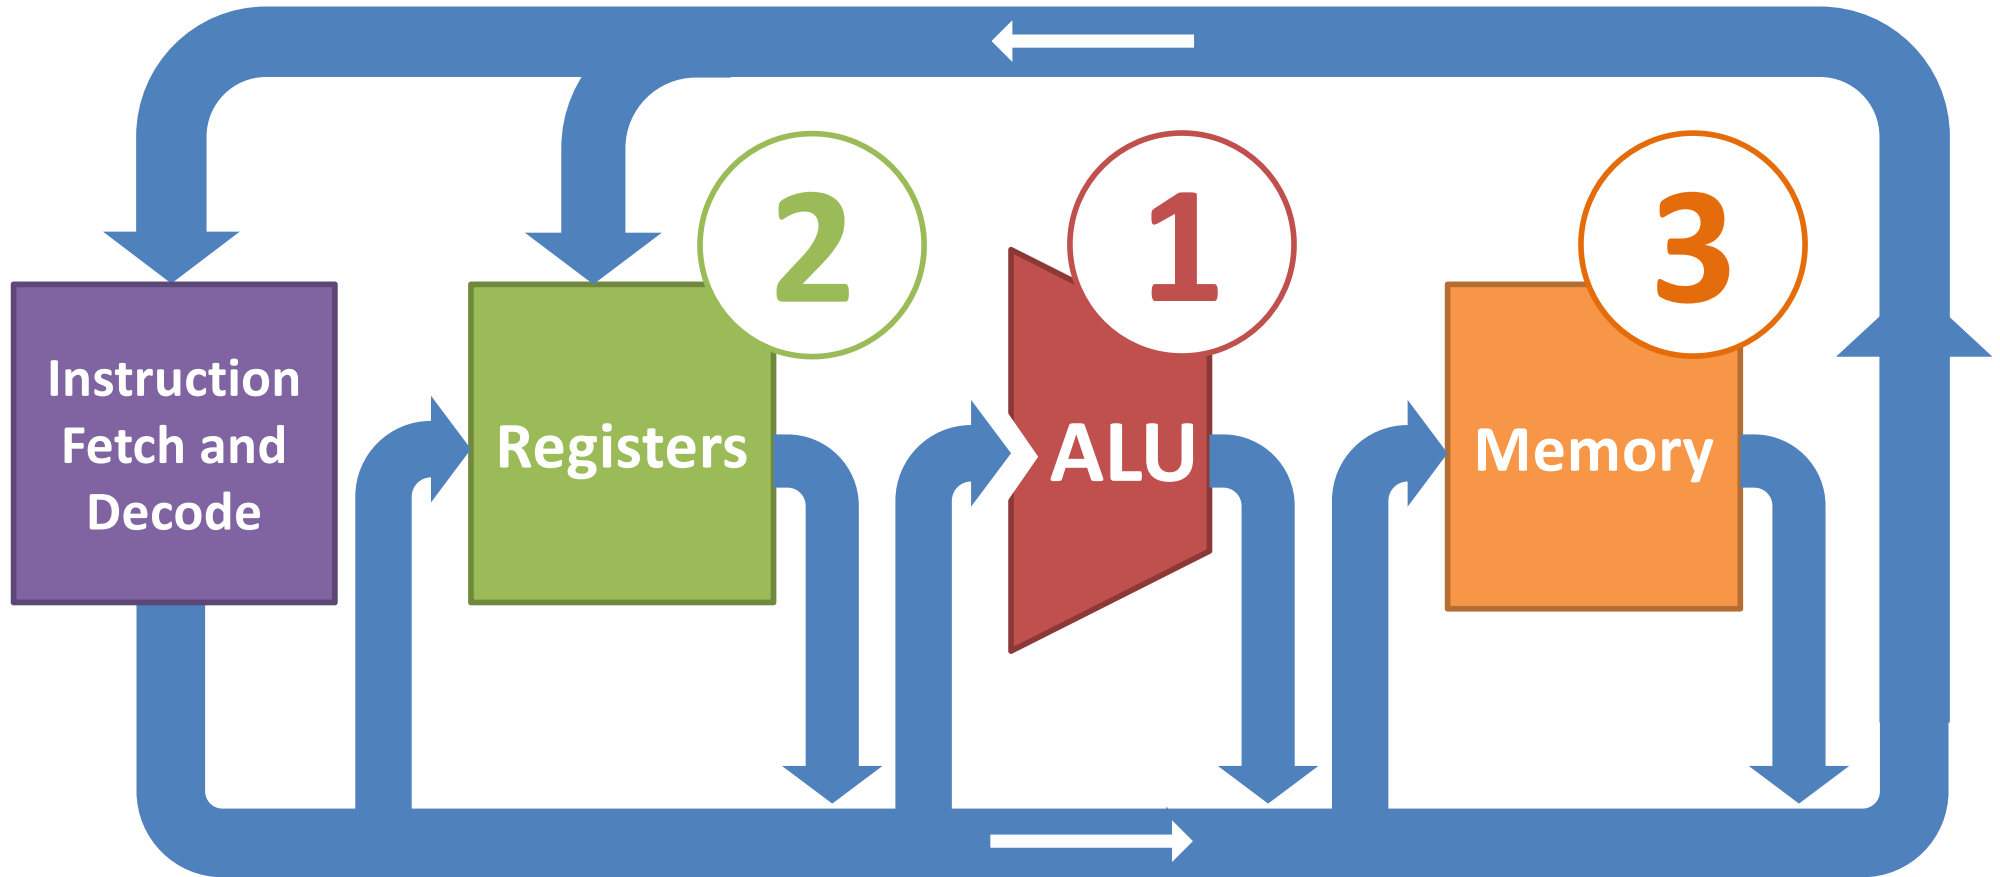 2
1
3
Instruction
Fetch and
Decode
Registers
ALU
Memory